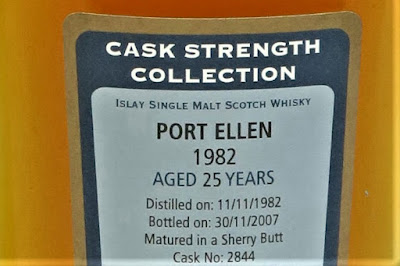 CASK STRENGTH
COLLECTION
ISLAY SINGLE MALT SCOTCH WHISKY
PORT ELLEN
1982
AGED 25 YEARS
Distilled on: 11/11/1982
Bottled on: 30/11/2007
Matured in a Sherry Butt
Cask No: 2844